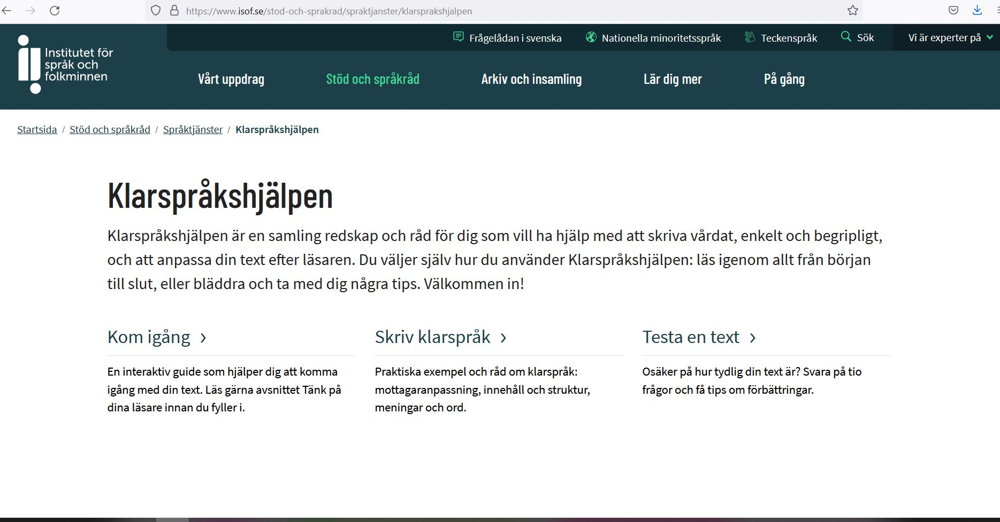 https://www.isof.se/stod-och-sprakrad/spraktjanster/klarsprakshjalpen
Frågelådan i svenska
Nationella minoritetsspråk
Teckenspråk
Sök
Vi är experter på
Institutet för
språk och
folkminnen
Vårt uppdrag
Stöd och språkråd
Arkiv och insamling
Lär dig mer
På gång
Startsida / Stöd och språkråd / Språktjänster / Klarspråkshjälpen
Klarspråkshjälpen
Klarspråkshjälpen är en samling redskap och råd för dig som vill ha hjälp med att skriva vårdat, enkelt och begripligt,
och att anpassa din text efter läsaren. Du väljer själv hur du använder Klarspråkshjälpen: läs igenom allt från början
till slut, eller bläddra och ta med dig några tips. Välkommen in!
Kom igång
En interaktiv guide som hjälper dig att komma
igång med din text. Läs gärna avsnittet Tänk på
dina läsare innan du fyller i.
Skriv klarspråk
Praktiska exempel och råd om klarspråk:
mottagaranpassning, innehåll och struktur,
meningar och ord.
Testa en text
Osäker på hur tydlig din text är? Svara på tio
frågor och få tips om förbättringar.